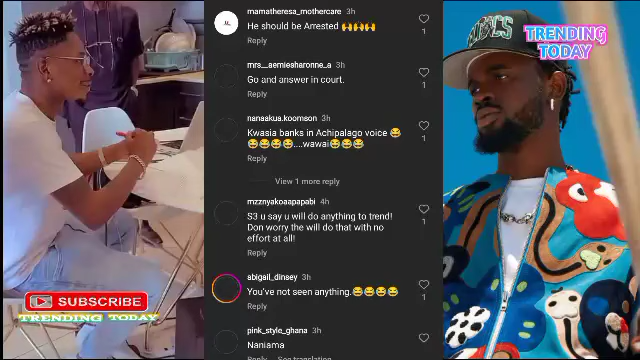 mamatheresa_mothercare 3h
He should be Arrested 🙌🙌🙌
Reply
1
mrs__aemiesharonne_a 3h
Go and answer in court.
Reply
1
nanaakua.koomson 3h
Kwasia banks in Achipalago voice 😂
😂😂😂😂....wawai😂😂😂
Reply
1
View 1 more reply
mzznyakoaapapabi 4h
S3 u say u will do anything to trend!
Don worry the will do that with no
effort at all!
Reply
1
abigail_dinsey 3h
You've not seen anything.😂😂😂😂
Reply
1
pink_style_ghana 3h
Naniama
Reply See translation
SUBSCRIBE
TRENDING TODAY
TRENDING
TODAY